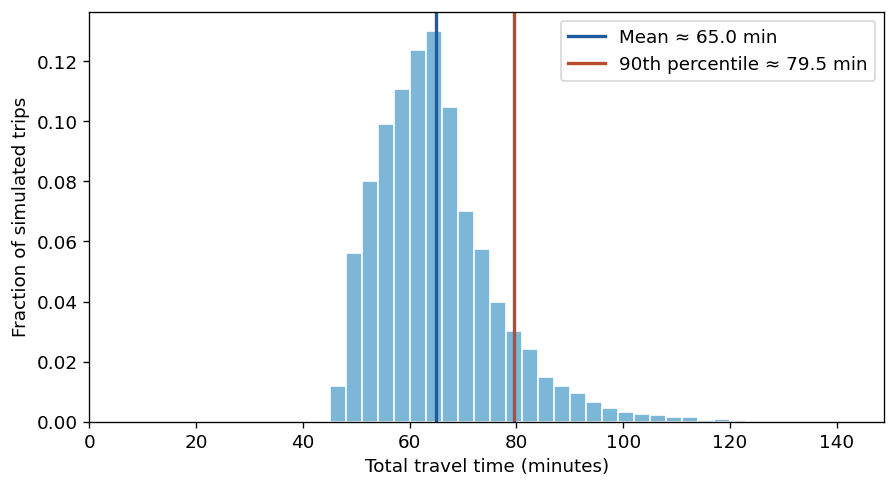 Mean ≈ 65.0 min
90th percentile ≈ 79.5 min
Fraction of simulated trips
0.12
0.10
0.08
0.06
0.04
0.02
0.00
0 20 40 60 80 100 120 140
Total travel time (minutes)